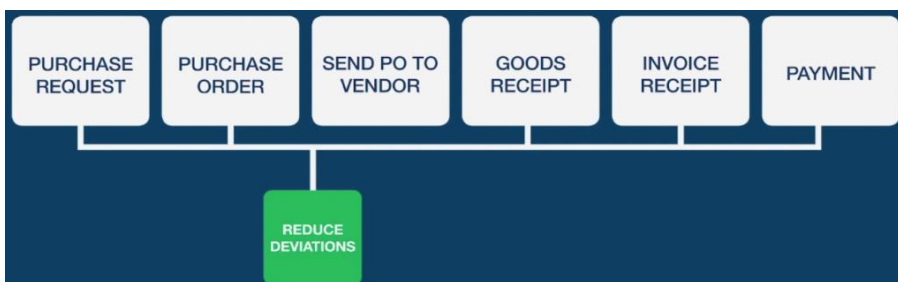 PURCHASE
REQUEST
PURCHASE
ORDER
SEND PO TO
VENDOR
GOODS
RECEIPT
INVOICE
RECEIPT
PAYMENT
REDUCE
DEVIATIONS